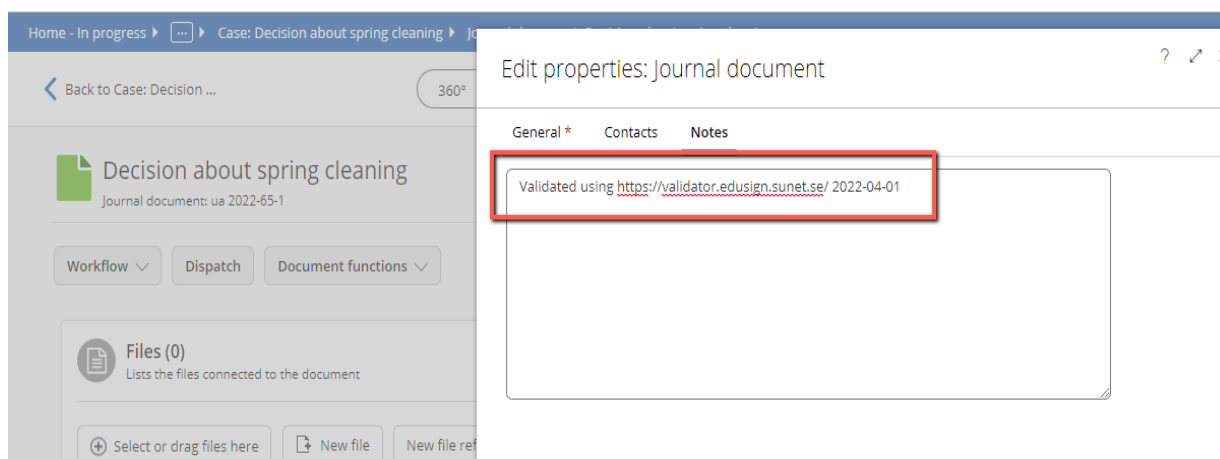 Home - In progress ... Case: Decision about spring cleaning
Back to Case: Decision ...
360°
Decision about spring cleaning
Journal document: ua 2022-65-1
Workflow
Dispatch
Document functions
Files (0)
Lists the files connected to the document
Select or drag files here
New file
New file ref
Edit properties: Journal document
?
General *
Contacts
Notes
Validated using https://validator.edusign.sunet.se/ 2022-04-01